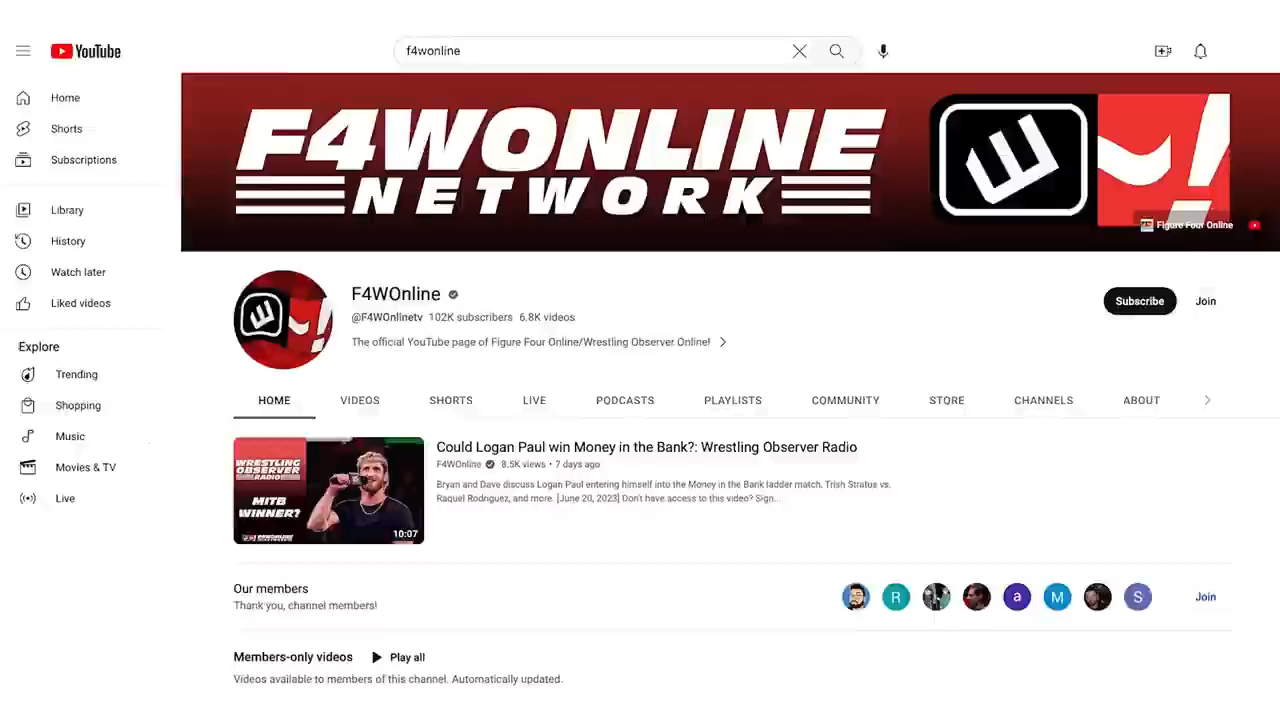 YouTube
f4wonline
Home
Shorts
Subscriptions
Library
History
Watch later
Liked videos
Explore
Trending
Shopping
Music
Movies & TV
Live
F4WONLINE
NETWORK
Figure Four Online
F4WOnline
@F4WOnlinetv 102K subscribers 6.8K videos
The official YouTube page of Figure Four Online/Wrestling Observer Online!
Subscribe
Join
HOME VIDEOS SHORTS LIVE PODCASTS PLAYLISTS COMMUNITY STORE CHANNELS ABOUT
WRESTLING
OBSERVER
RADIO
MITB
WINNER?
F4WONLINE
10:07
Could Logan Paul win Money in the Bank?: Wrestling Observer Radio
F4WOnline 8.5K views • 7 days ago
Bryan and Dave discuss Logan Paul entering himself into the Money in the Bank ladder match, Trish Stratus vs.
Raquel Rodriguez, and more. [June 20, 2023] Don't have access to this video? Sign...
Our members
Thank you, channel members!
R a M S
Join
Members-only videos Play all
Videos available to members of this channel. Automatically updated.